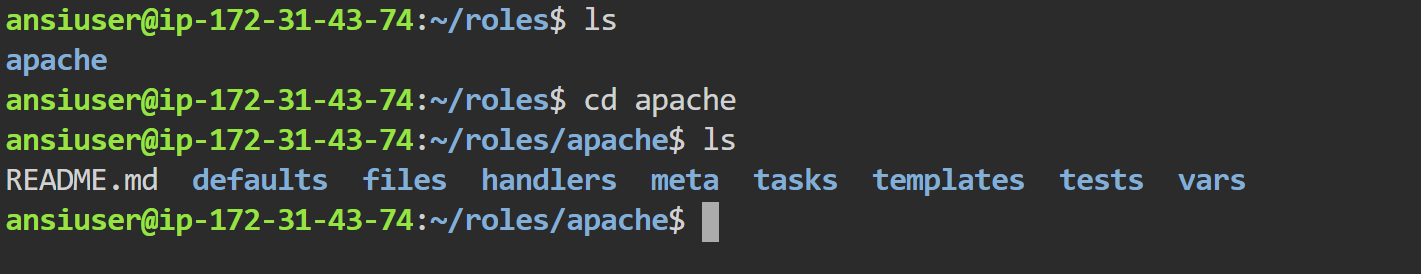 ansiuser@ip-172-31-43-74:~/roles$ ls
apache
ansiuser@ip-172-31-43-74:~/roles$ cd apache
ansiuser@ip-172-31-43-74:~/roles/apache$ ls
README.md  defaults  files  handlers  meta  tasks  templates  tests  vars
ansiuser@ip-172-31-43-74:~/roles/apache$